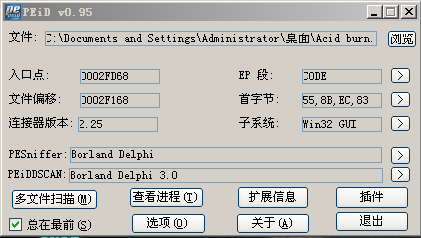 PEiD v0.95
文件: C:\Documents and Settings\Administrator\桌面\Acid burn. 浏览
入口点: 0002FD68 EP 段: CODE >
文件偏移: 0002F168 首字节: 55,8B,EC,83 >
连接器版本: 2.25 子系统: Win32 GUI >
PESniffer: Borland Delphi >
PEiDDSCAN: Borland Delphi 3.0 >
多文件扫描(M) 查看进程(T) 扩展信息 插件
总在最前(S) 选项(O) 关于(A) 退出